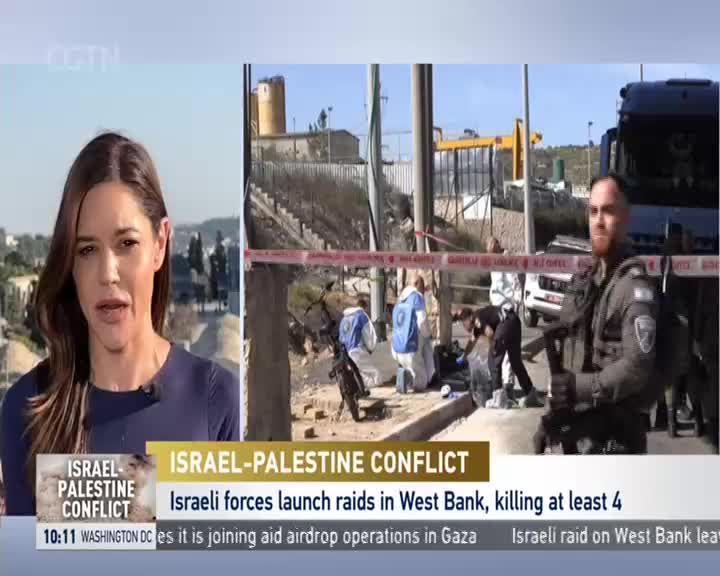 CGTN
ISRAEL-
PALESTINE
CONFLICT
ISRAEL-PALESTINE CONFLICT
Israeli forces launch raids in West Bank, killing at least 4
10:11 WASHINGTON DC
es it is joining aid airdrop operations in Gaza Israeli raid on West Bank lea